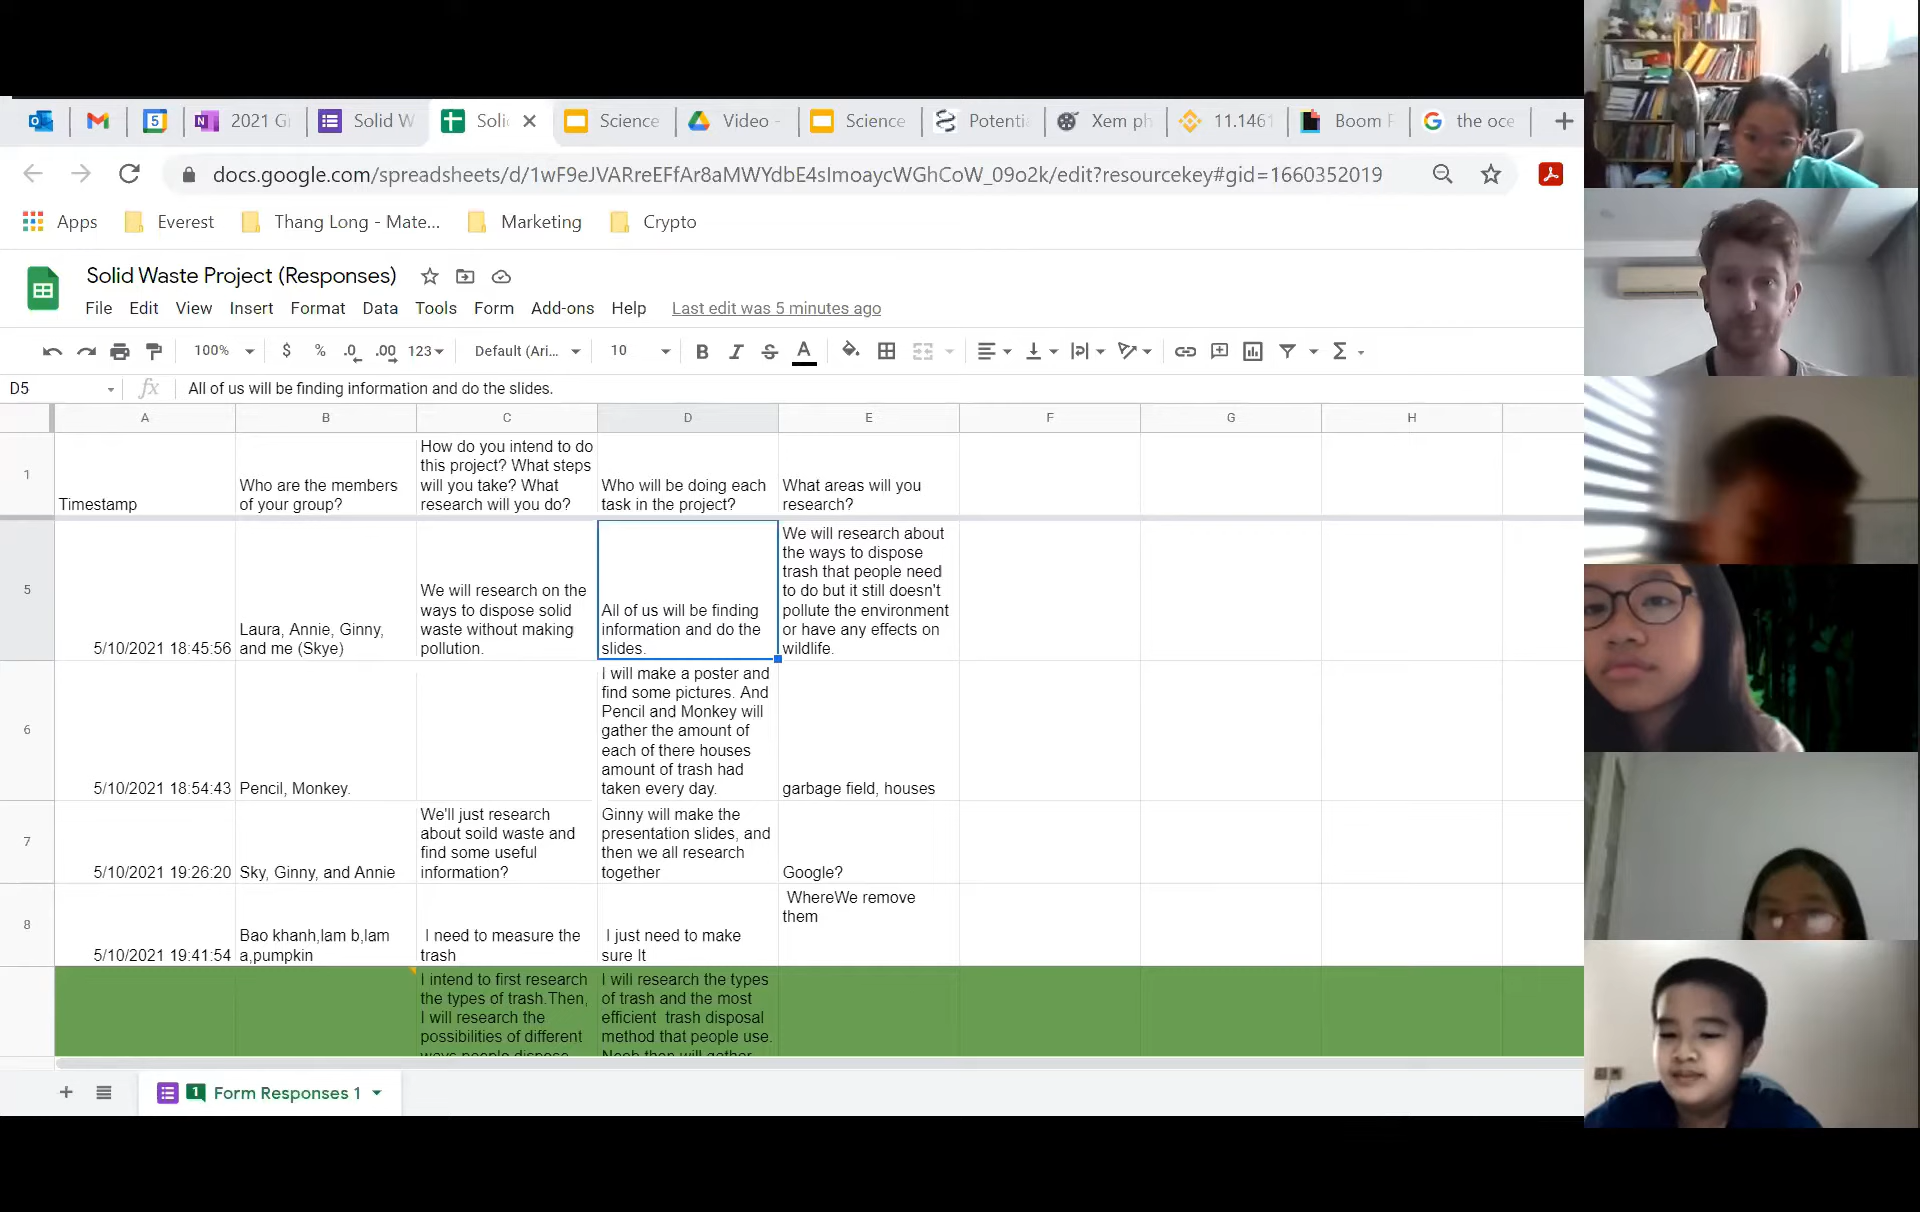 5
2021 G
Solid W
Soli
Science
Video -
Science
Potentia
Xem ph
11.1461
Boom
the oce
docs.google.com/spreadsheets/d/1wF9eJVARreEFfAr8aMWYdbE4sImoaycWGhCoW_09o2k/edit?resourcekey#gid=1660352019
Apps
Everest
Thang Long - Mate...
Marketing
Crypto
Solid Waste Project (Responses)
File Edit View Insert Format Data Tools Form Add-ons Help Last edit was 5 minutes ago
100% $ % .0 .00 123 Default (Ari... 10 B I S A
D5 fx All of us will be finding information and do the slides.
A B C D E F G H
1
Timestamp
Who are the members
of your group?
How do you intend to do
this project? What steps
will you take? What
research will you do?
Who will be doing each
task in the project?
What areas will you
research?
5
5/10/2021 18:45:56
Laura, Annie, Ginny,
and me (Skye)
We will research on the
ways to dispose solid
waste without making
pollution.
All of us will be finding
information and do the
slides.
We will research about
the ways to dispose
trash that people need
to do but it still doesn't
pollute the environment
or have any effects on
wildlife.
6
5/10/2021 18:54:43
Pencil, Monkey.
I will make a poster and
find some pictures. And
Pencil and Monkey will
gather the amount of
each of there houses
amount of trash had
taken every day.
garbage field, houses
7
5/10/2021 19:26:20
Sky, Ginny, and Annie
We'll just research
about soild waste and
find some useful
information?
Ginny will make the
presentation slides, and
then we all research
together
Google?
8
5/10/2021 19:41:54
Bao khanh,lam b,lam
a,pumpkin
I need to measure the
trash
I just need to make
sure It
WhereWe remove
them
I intend to first research
the types of trash.Then,
I will research the
possibilities of different
ways people dispose
I will research the types
of trash and the most
efficient trash disposal
method that people use.
Noob then will gather
1 Form Responses 1